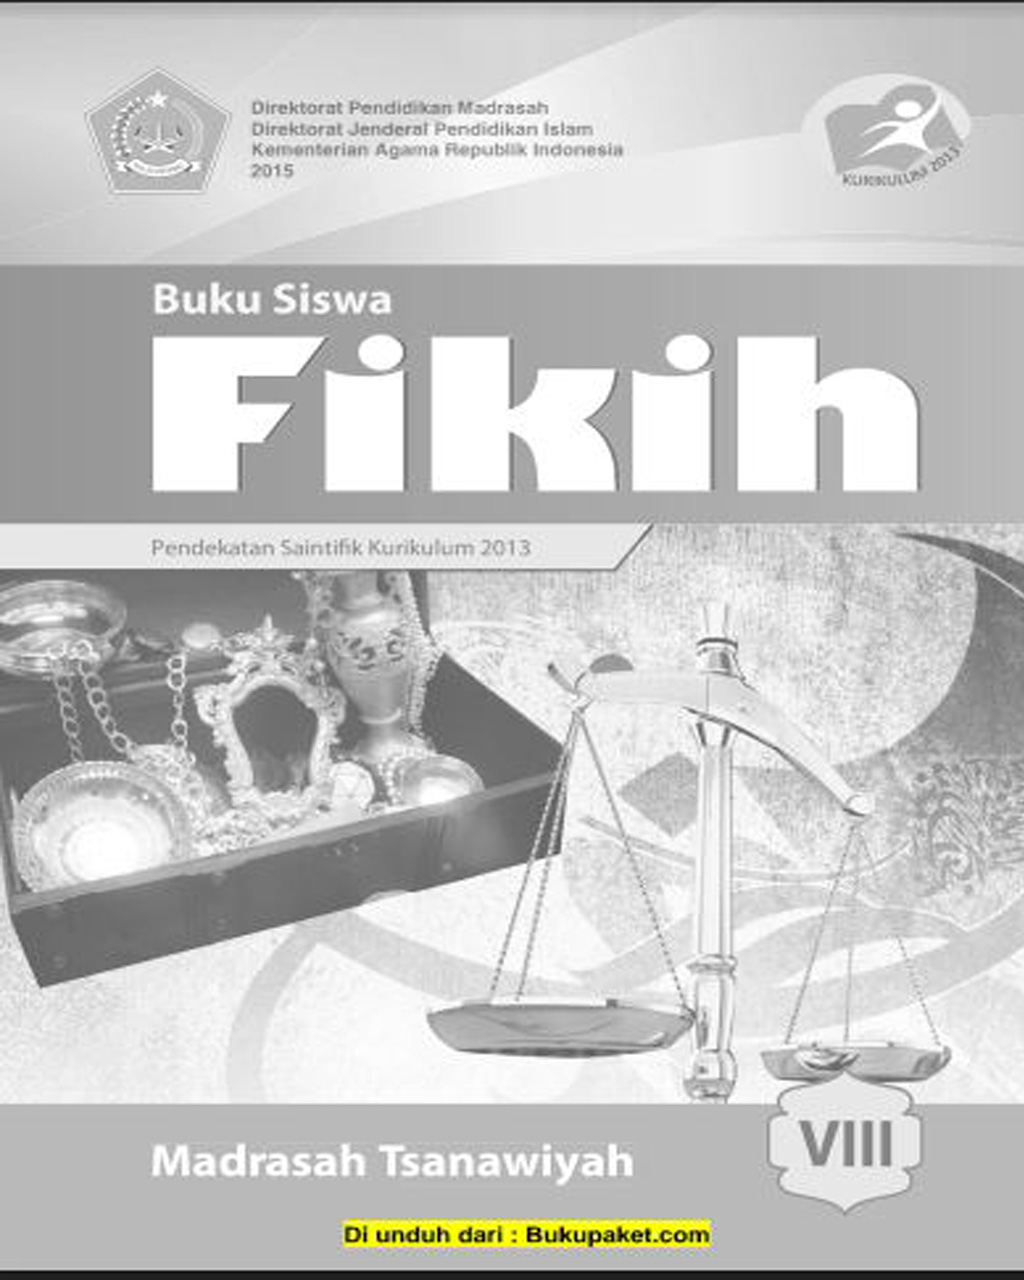 Direktorat Pendidikan Madrasah
Direktorat Jenderal Pendidikan Islam
Kementerian Agama Republik Indonesia
2015
KURIKULUM 2013
Buku Siswa
Fikih
Pendekatan Saintifik Kurikulum 2013
VIII
Madrasah Tsanawiyah
Di unduh dari : Bukupaket.com